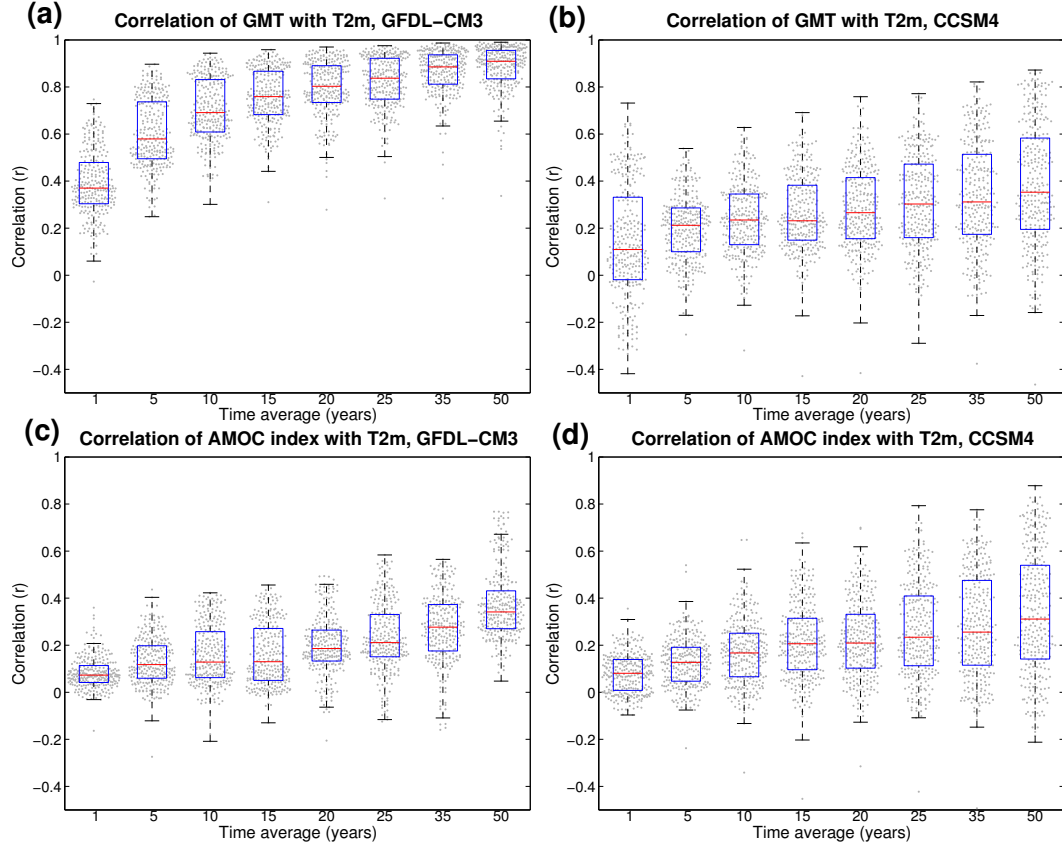 (a)
Correlation of GMT with T2m, GFDL−CM3
1
0.8
0.6
0.4
0.2
0
−0.2
−0.4
Correlation (r)
1 5 10 15 20 25 35 50
Time average (years)
(b)
Correlation of GMT with T2m, CCSM4
1
0.8
0.6
0.4
0.2
0
−0.2
−0.4
Correlation (r)
1 5 10 15 20 25 35 50
Time average (years)
(c)
Correlation of AMOC index with T2m, GFDL−CM3
1
0.8
0.6
0.4
0.2
0
−0.2
−0.4
Correlation (r)
1 5 10 15 20 25 35 50
Time average (years)
(d)
Correlation of AMOC index with T2m, CCSM4
1
0.8
0.6
0.4
0.2
0
−0.2
−0.4
Correlation (r)
1 5 10 15 20 25 35 50
Time average (years)